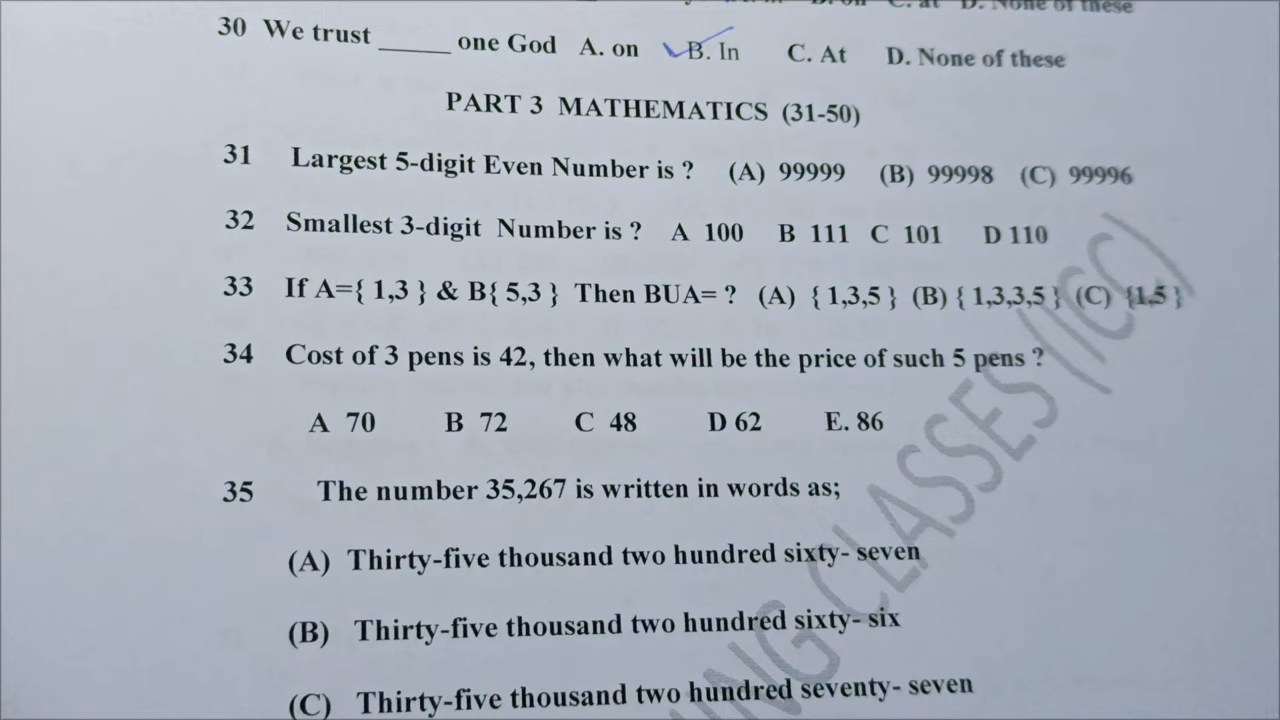 D. None of these
30 We trust _____ one God A. on B. In C. At D. None of these
PART 3 MATHEMATICS (31-50)
31 Largest 5-digit Even Number is ? (A) 99999 (B) 99998 (C) 99996
32 Smallest 3-digit Number is ? A 100 B 111 C 101 D 110
33 If A={ 1,3 } & B{ 5,3 } Then BUA= ? (A) { 1,3,5 } (B) { 1,3,3,5 } (C) {1,5 }
34 Cost of 3 pens is 42, then what will be the price of such 5 pens ?
A 70 B 72 C 48 D 62 E. 86
35 The number 35,267 is written in words as;
(A) Thirty-five thousand two hundred sixty- seven
(B) Thirty-five thousand two hundred sixty- six
(C) Thirty-five thousand two hundred seventy- seven
CLASSES (ICC)